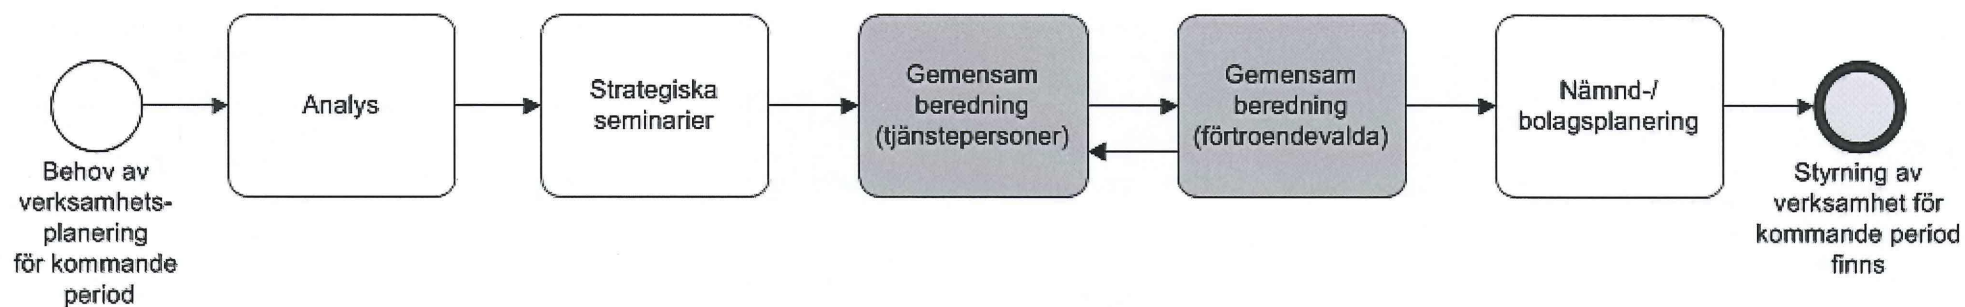 Behov av
verksamhets-
planering
för kommande
period
Analys
Strategiska
seminarier
Gemensam
beredning
(tjänstepersoner)
Gemensam
beredning
(förtroendevalda)
Nämnd-/
bolagsplanering
Styrning av
verksamhet för
kommande period
finns